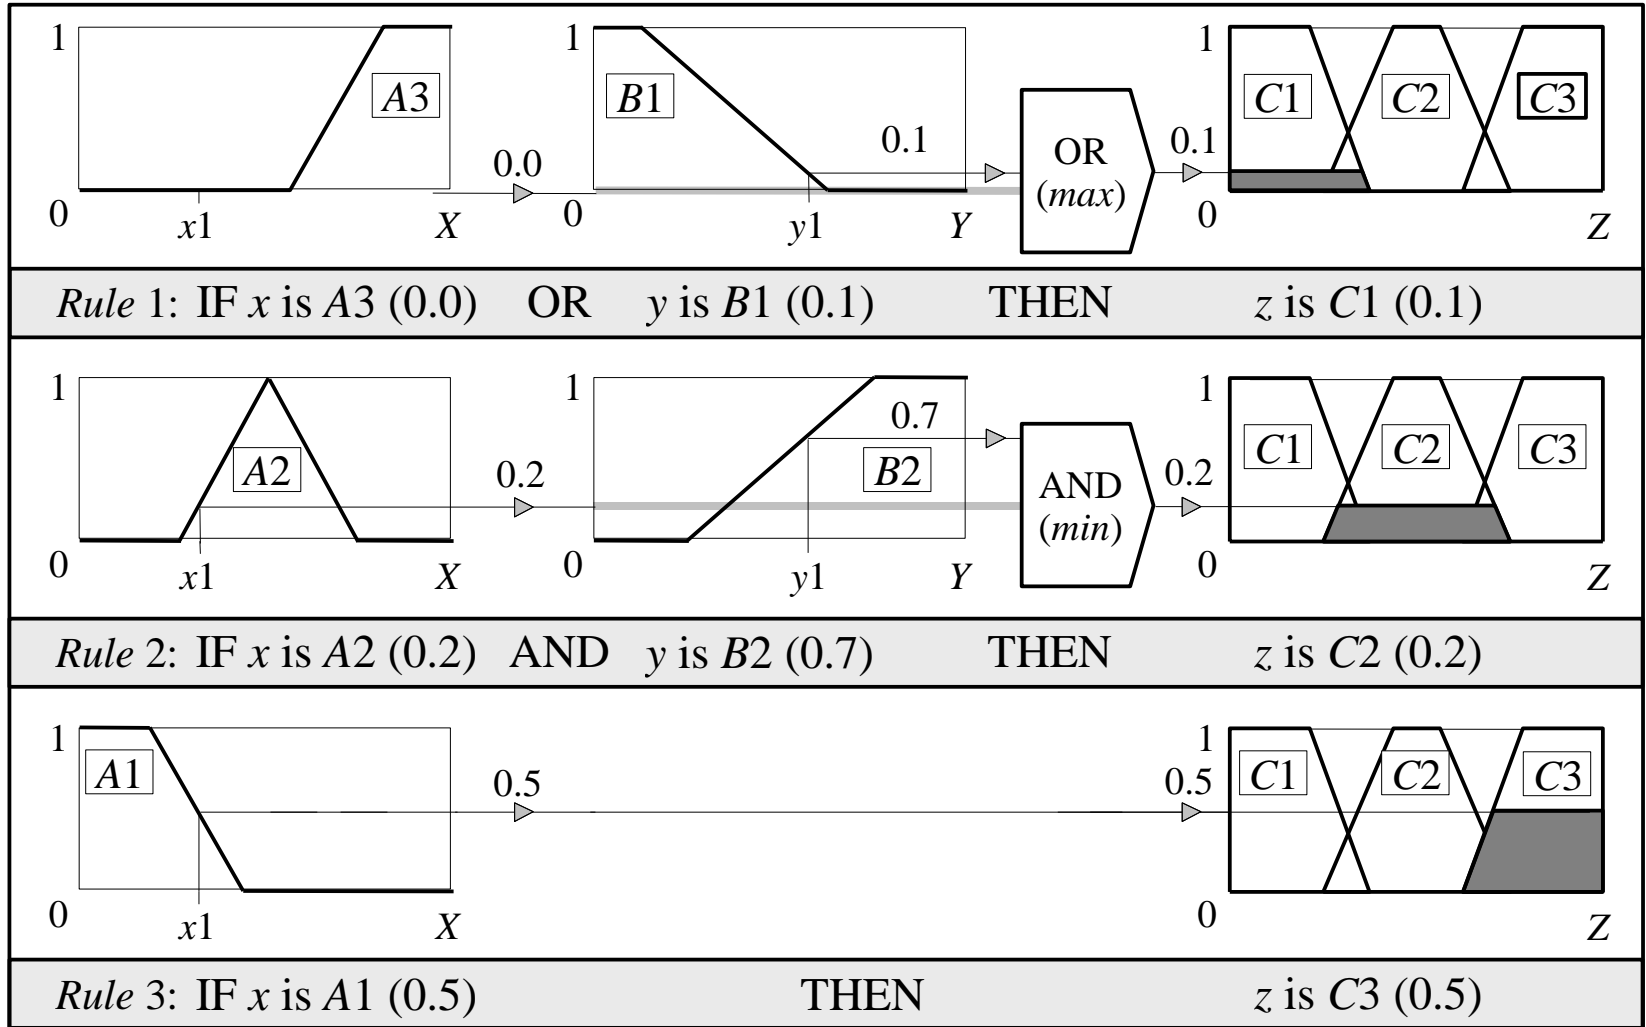 1 A3 1 B1 0.1 1 C1 C2 C3
0.0 OR (max) 0.1
0 x1 X 0 y1 Y 0 Z
Rule 1: IF x is A3 (0.0) OR y is B1 (0.1) THEN z is C1 (0.1)
1 A2 1 0.7 B2 1 C1 C2 C3
0.2 AND (min) 0.2
0 x1 X 0 y1 Y 0 Z
Rule 2: IF x is A2 (0.2) AND y is B2 (0.7) THEN z is C2 (0.2)
1 A1 1 C1 C2 C3
0.5 0.5
0 x1 X 0 Z
Rule 3: IF x is A1 (0.5) THEN z is C3 (0.5)